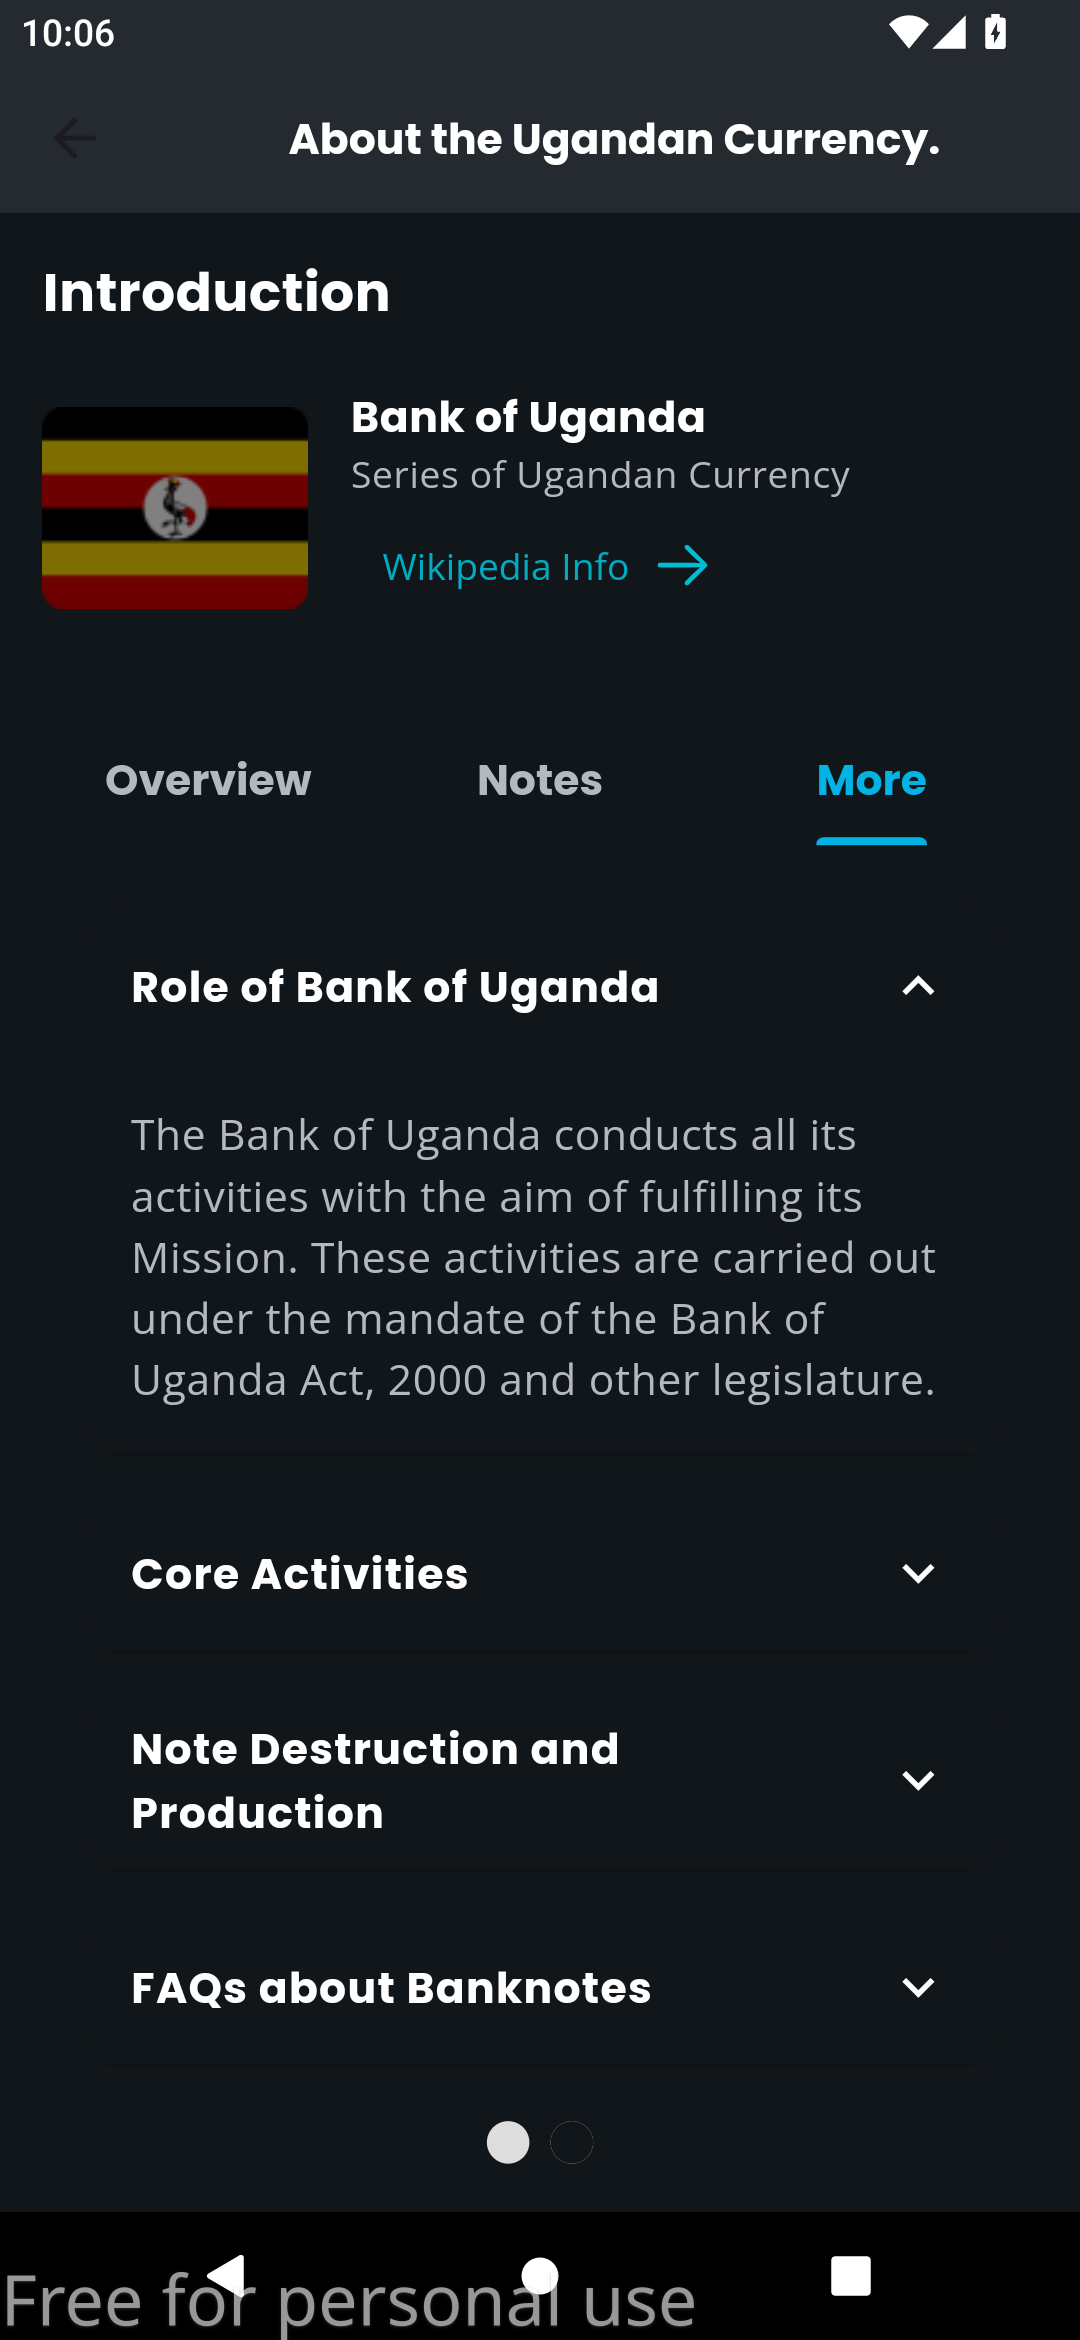 10:06
About the Ugandan Currency.
Introduction
Bank of Uganda
Series of Ugandan Currency
Wikipedia Info
Overview
Notes
More
Role of Bank of Uganda
The Bank of Uganda conducts all its
activities with the aim of fulfilling its
Mission. These activities are carried out
under the mandate of the Bank of
Uganda Act, 2000 and other legislature.
Core Activities
Note Destruction and
Production
FAQs about Banknotes
Free for personal use